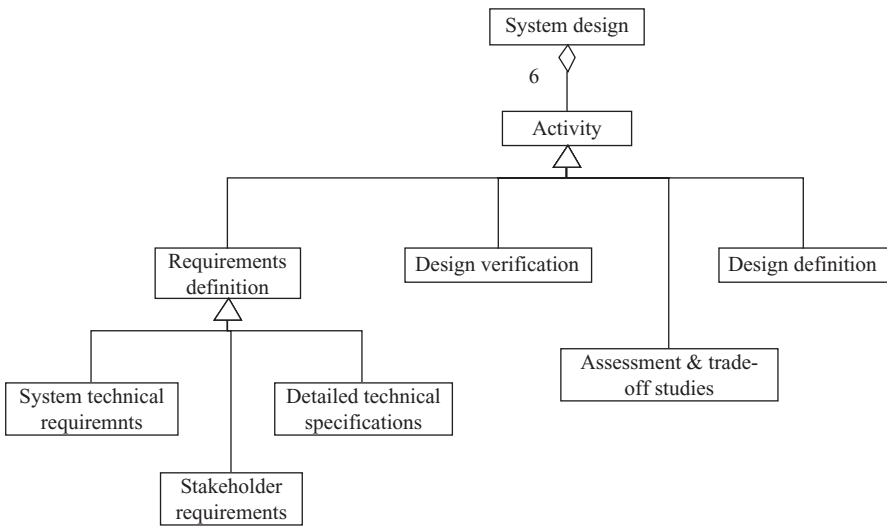 System design
6
Activity
Requirements
definition
Design verification
Design definition
Assessment & trade-
off studies
System technical
requiremnts
Detailed technical
specifications
Stakeholder
requirements